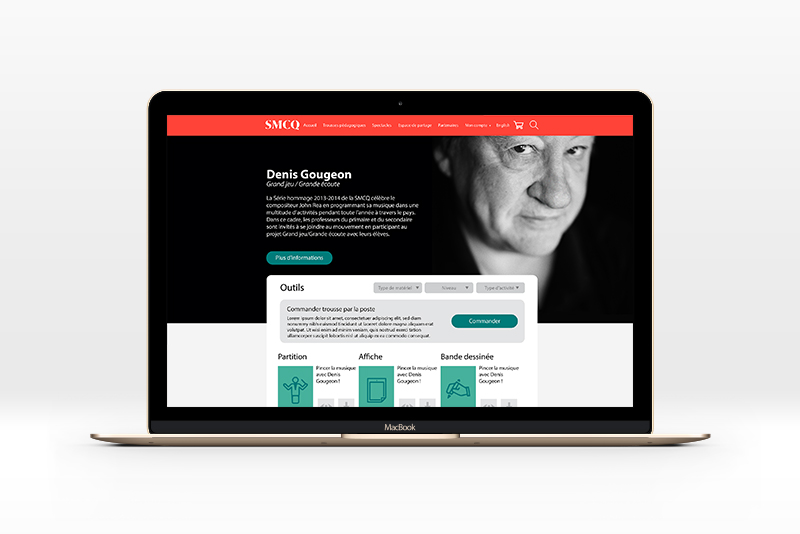 SMCQ Accueil Trousses pédagogiques Spectacles Espace de partage Partenaires Mon compte English
Denis Gougeon
Grand jeu / Grande écoute
La Série hommage 2013-2014 de la SMCQ célèbre le
compositeur John Rea en programmant sa musique dans une
multitude d'activités pendant toute l'année à travers le pays.
Dans ce cadre, les professeurs du primaire et du secondaire
sont invités à se joindre au mouvement en participant au
projet Grand jeu/Grande écoute avec leurs élèves.
Plus d'informations
Outils
Type de matériel Niveau Type d'activité
Commander trousse par la poste
Lorem ipsum dolor sit amet, consectetuer adipiscing elit, sed diam
nonummy nibh euismod tincidunt ut laoreet dolore magna aliquam erat
volutpat. Ut wisi enim ad minim veniam, quis nostrud exerci tation
ullamcorper suscipit lobortis nisl ut aliquip ex ea commodo consequat.
Commander
Partition Affiche Bande dessinée
Pincer la musique
avec Denis
Gougeon !
Pincer la musique
avec Denis
Gougeon !
Pincer la musique
avec Denis
Gougeon !
MacBook